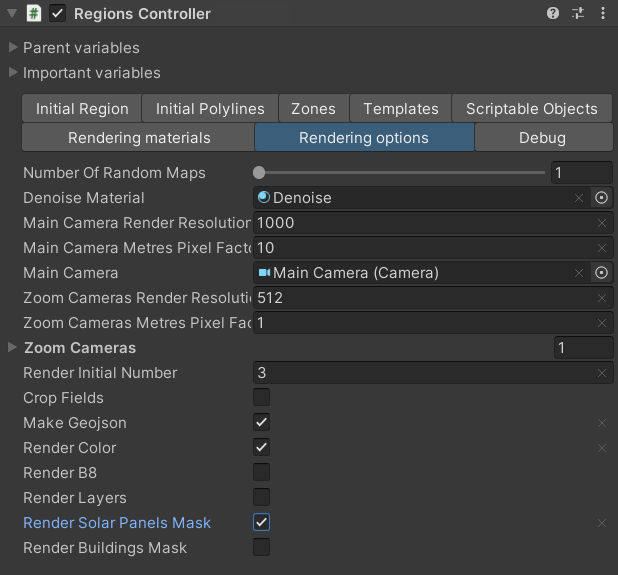 Regions Controller
Parent variables
Important variables
Initial Region Initial Polylines Zones Templates Scriptable Objects
Rendering materials Rendering options Debug
Number Of Random Maps 1
Denoise Material Denoise
Main Camera Render Resolution 1000
Main Camera Metres Pixel Facto 10
Main Camera Main Camera (Camera)
Zoom Cameras Render Resoluti 512
Zoom Cameras Metres Pixel Fac 1
Zoom Cameras 1
Render Initial Number 3
Crop Fields
Make Geojson
Render Color
Render B8
Render Layers
Render Solar Panels Mask
Render Buildings Mask